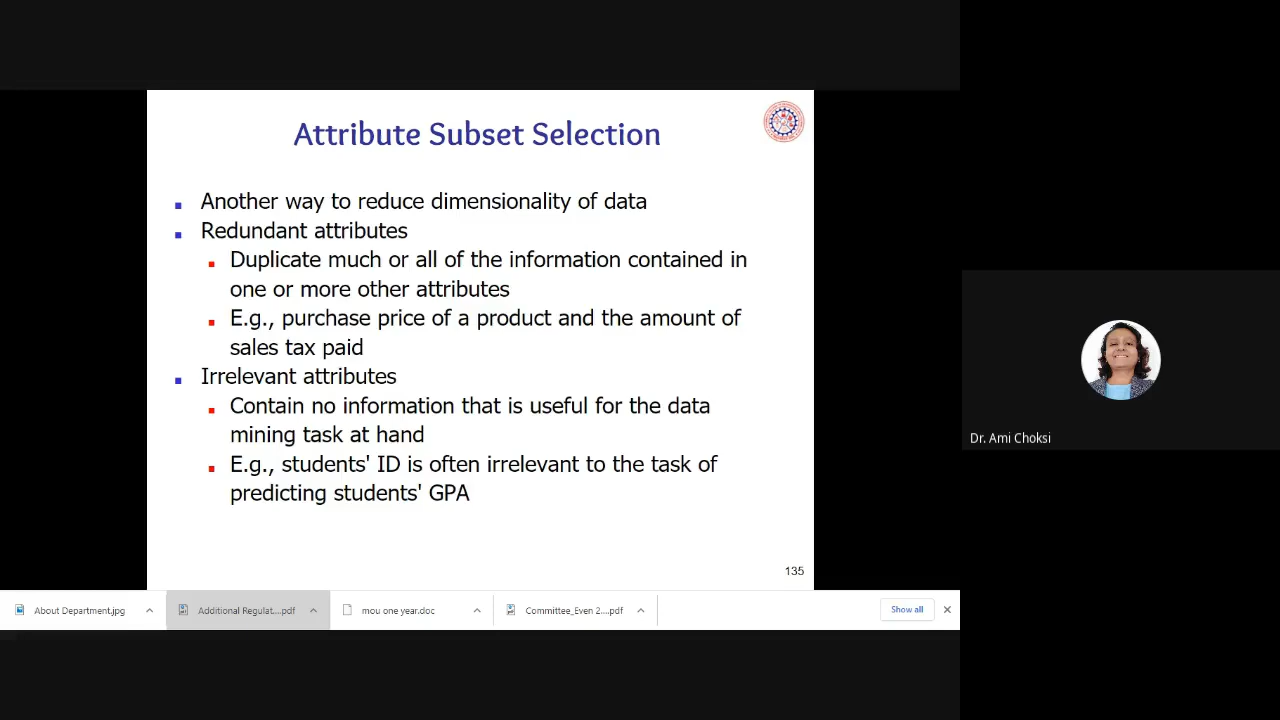 Attribute Subset Selection
Another way to reduce dimensionality of data
Redundant attributes
Duplicate much or all of the information contained in
one or more other attributes
E.g., purchase price of a product and the amount of
sales tax paid
Irrelevant attributes
Contain no information that is useful for the data
mining task at hand
E.g., students' ID is often irrelevant to the task of
predicting students' GPA
135
About Department.jpg
Additional Regulat....pdf
mou one year.doc
Committee_Even 2....pdf
Show all
Dr. Ami Choksi